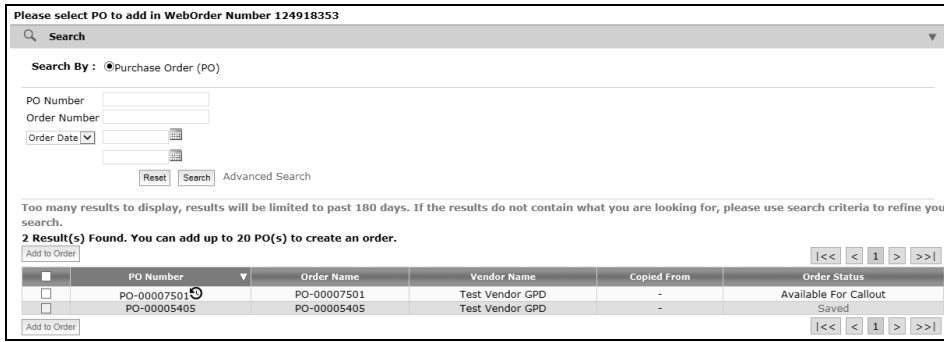 Please select PO to add in WebOrder Number 124918353
Search
Search By : Purchase Order (PO)
PO Number
Order Number
Order Date
Reset Search Advanced Search
Too many results to display, results will be limited to past 180 days. If the results do not contain what you are looking for, please use search criteria to refine you
search.
2 Result(s) Found. You can add up to 20 PO(s) to create an order.
Add to Order |<< < 1 > >>|
PO Number Order Name Vendor Name Copied From Order Status
PO-00007501 PO-00007501 Test Vendor GPD - Available For Callout
PO-00005405 PO-00005405 Test Vendor GPD - Saved
Add to Order |<< < 1 > >>|